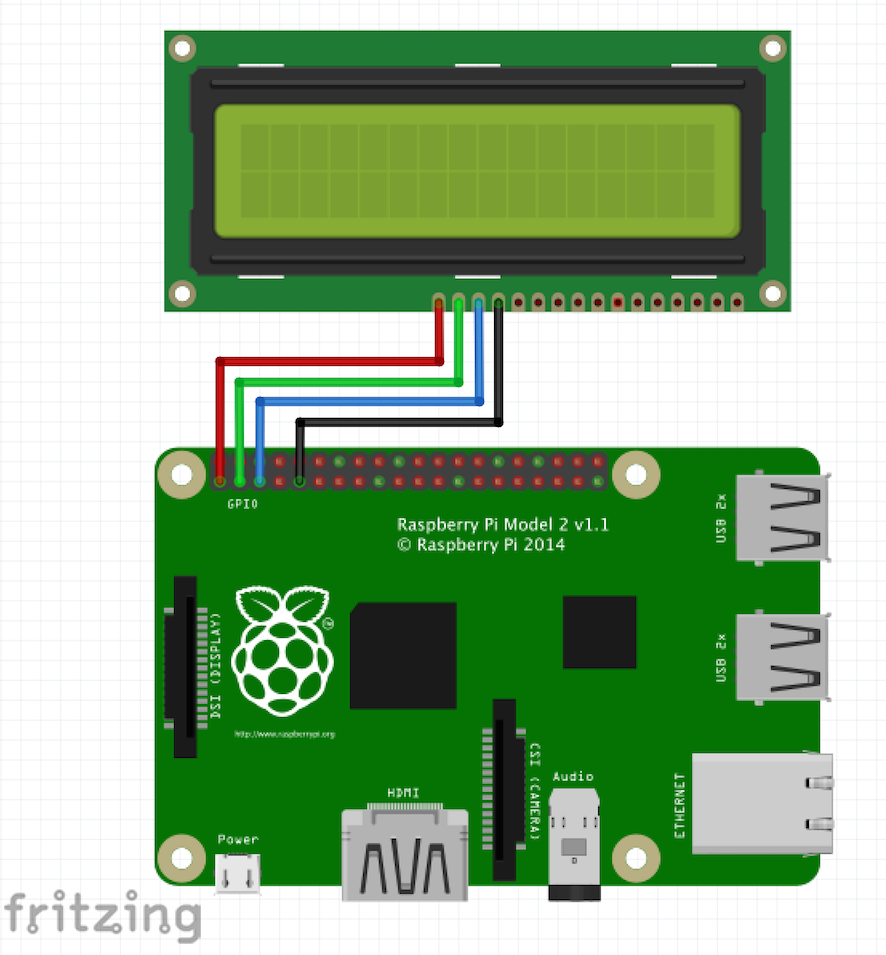 GPIO
Raspberry Pi Model 2 v1.1
© Raspberry Pi 2014
USB 2x
DSI (DISPLAY)
TM
USB 2x
http://www.raspberrypi.org
CSI (CAMERA)
Audio
ETHERNET
HDMI
Power
fritzing